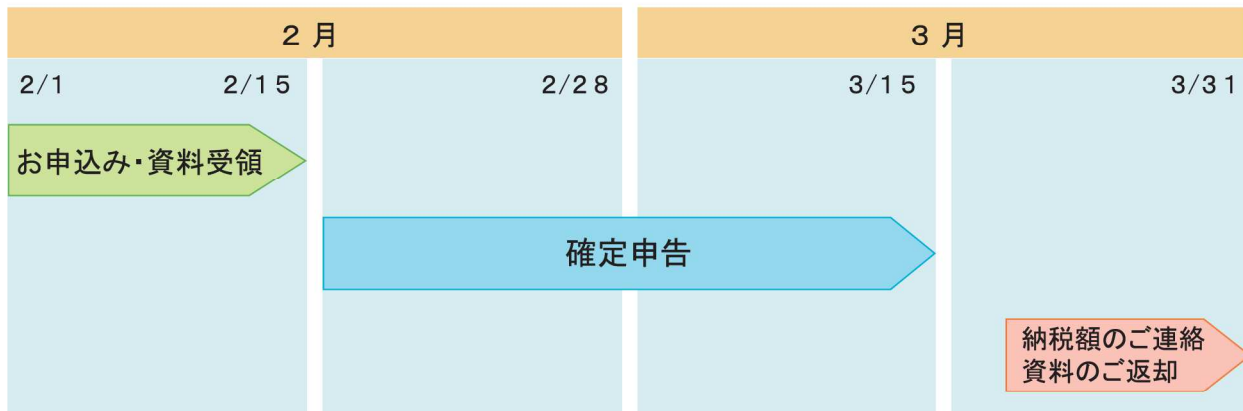 2月
3月
2/1
2/15
2/28
3/15
3/31
お申込み・資料受領
確定申告
納税額のご連絡
資料のご返却